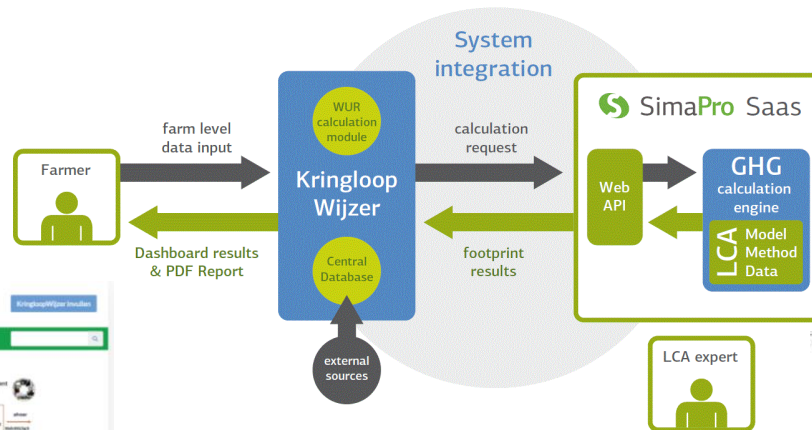 System
integration
WUR
calculation
module
SimaPro Saas
farm level
data input
calculation
request
Farmer
Kringloop
Wijzer
Web
API
GHG
calculation
engine
LCA
Model
Method
Data
Dashboard results
& PDF Report
Central
Database
footprint
results
KringloopWijzer invullen
external
sources
LCA expert